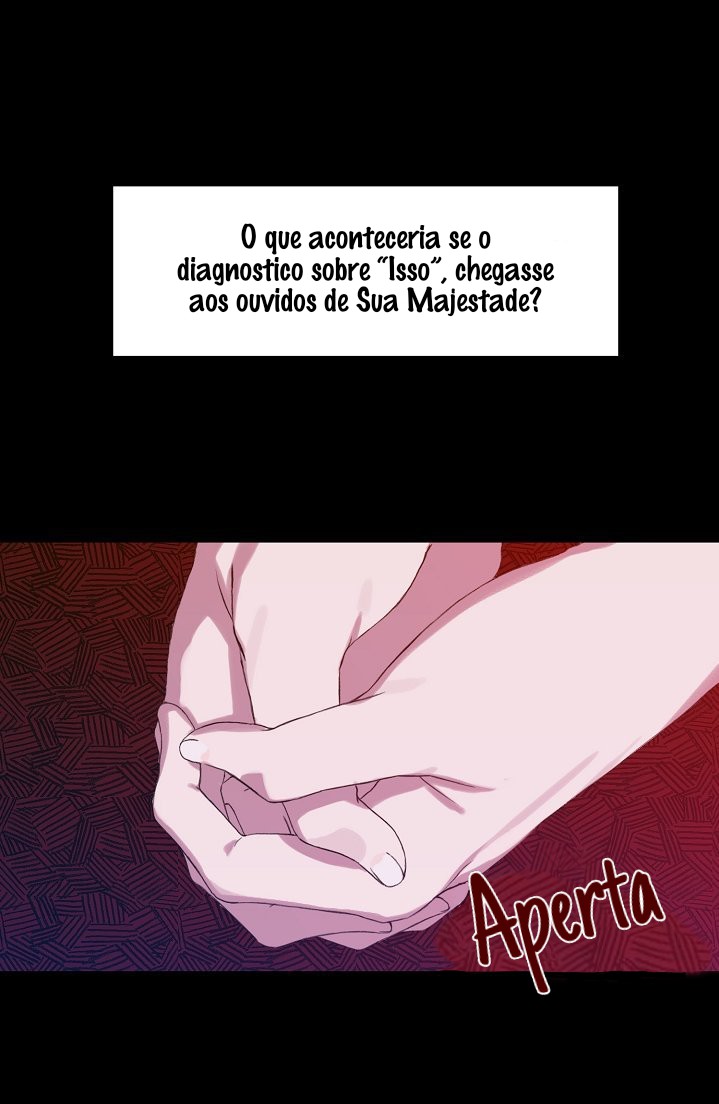 O que aconteceria se o
diagnostico sobre “Isso”, chegasse
aos ouvidos de Sua Majestade?
Aperta